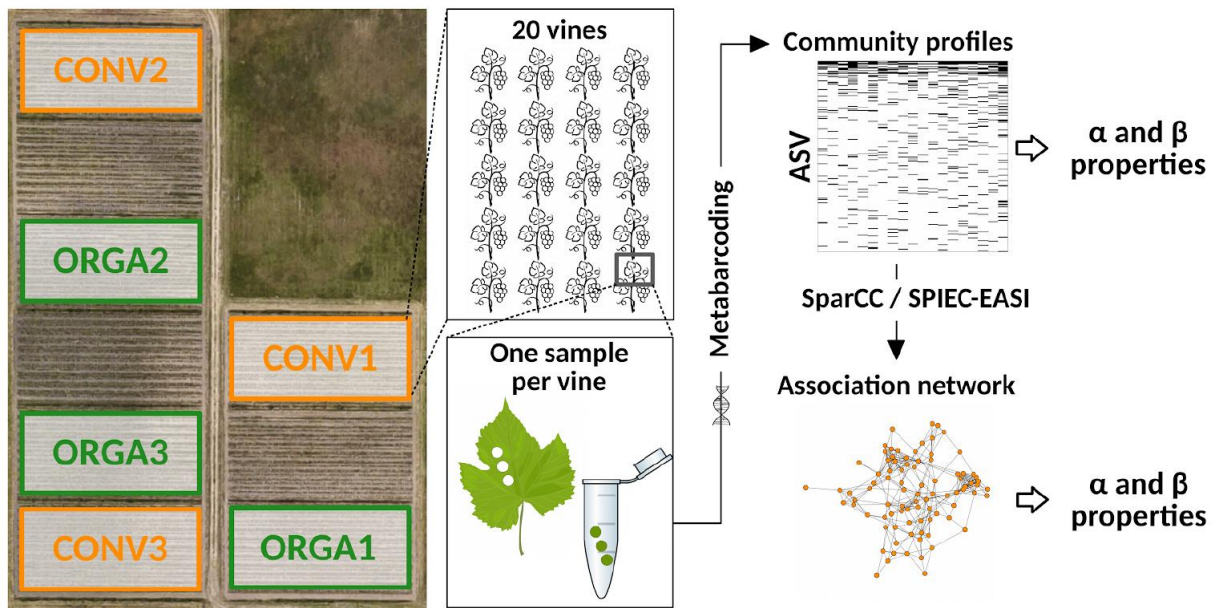 CONV2
ORGA2
ORGA3
CONV3
CONV1
ORGA1
20 vines
One sample
per vine
Metabarcoding
Community profiles
ASV
α and β
properties
SparCC / SPIEC-EASI
Association network
α and β
properties